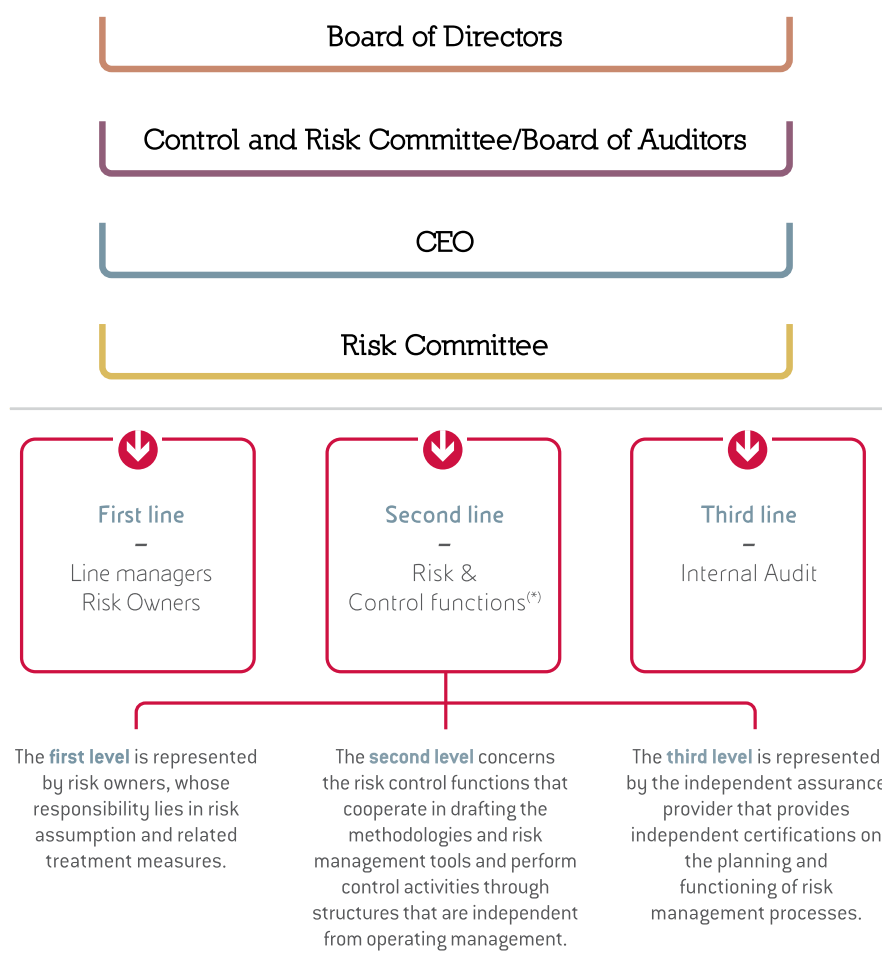 Board of Directors
Control and Risk Committee/Board of Auditors
CEO
Risk Committee
First line
–
Line managers
Risk Owners
Second line
–
Risk &
Control functions(*)
Third line
–
Internal Audit
The first level is represented
by risk owners, whose
responsibility lies in risk
assumption and related
treatment measures.
The second level concerns
the risk control functions that
cooperate in drafting the
methodologies and risk
management tools and perform
control activities through
structures that are independent
from operating management.
The third level is represented
by the independent assurance
provider that provides
independent certifications on
the planning and
functioning of risk
management processes.